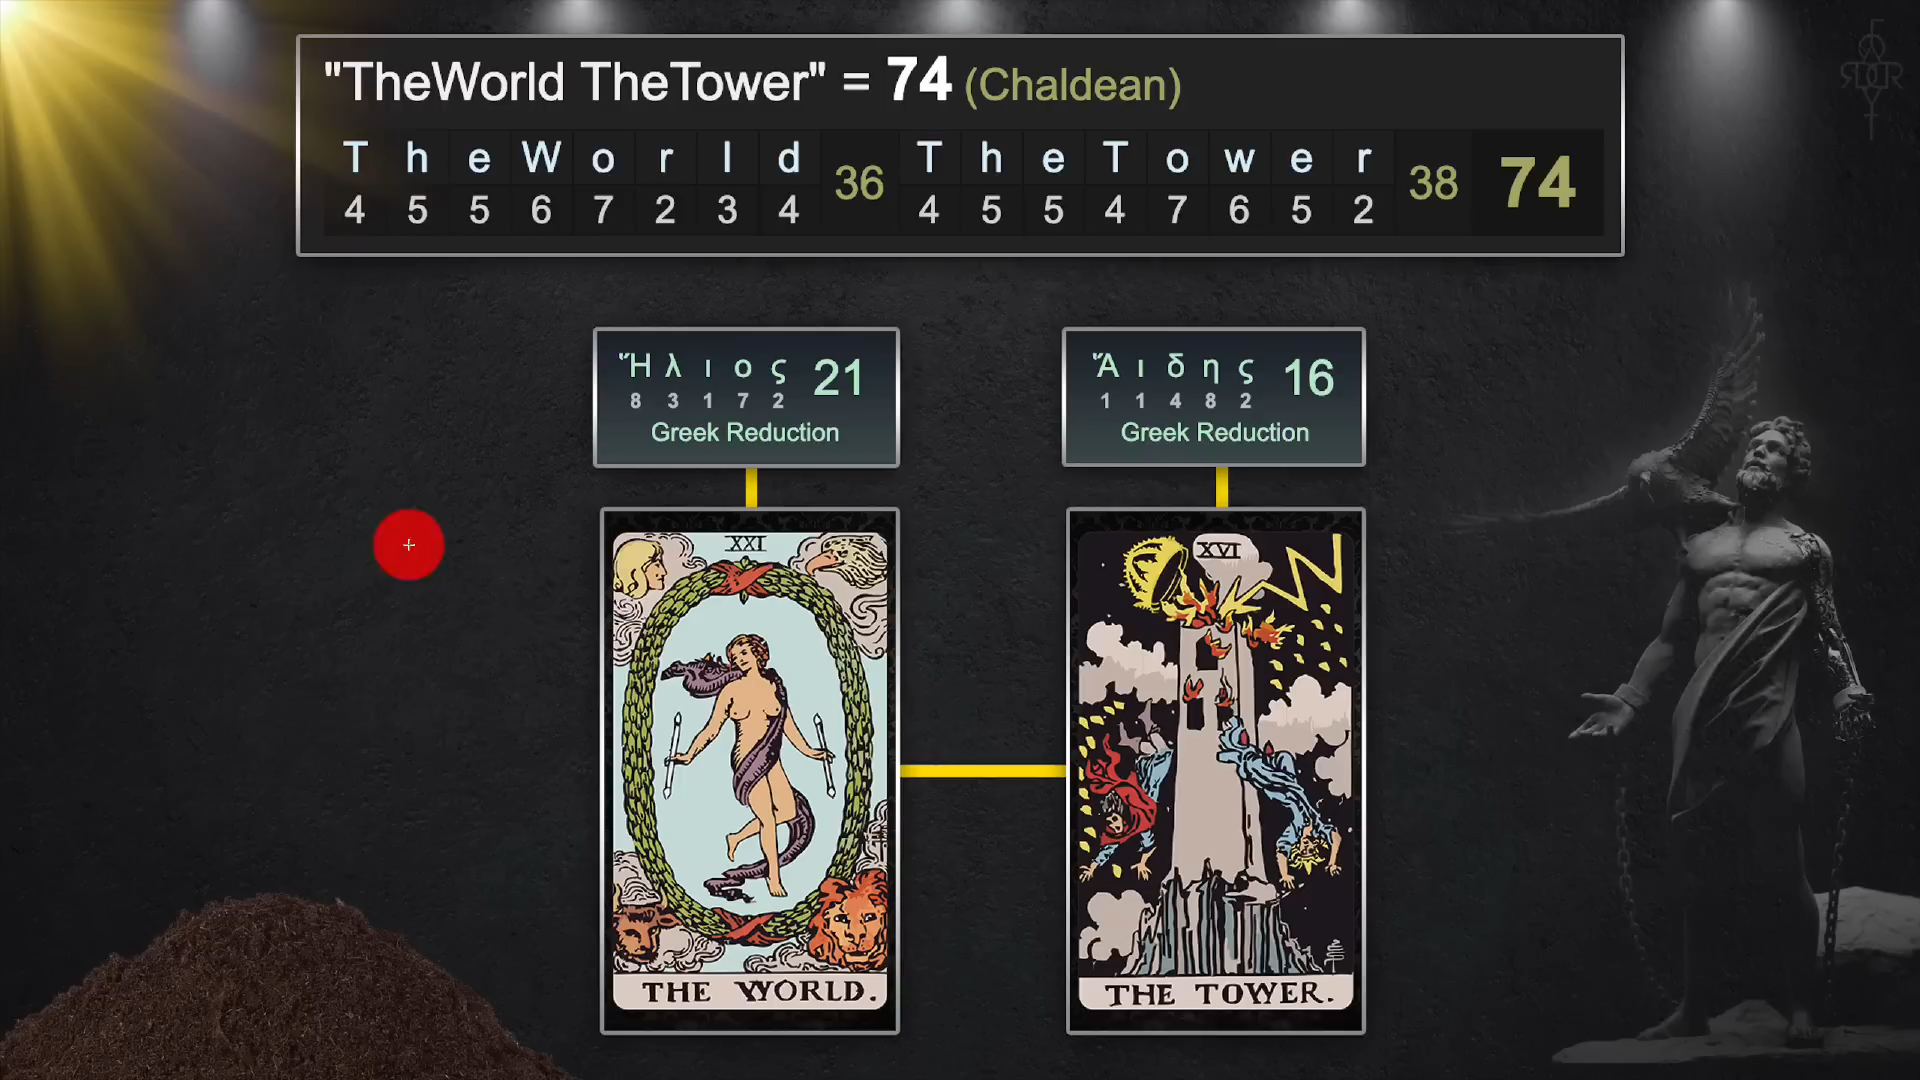 "TheWorld TheTower" = 74 (Chaldean)
T h e W o r l d 36 T h e T o w e r 38 74
4 5 5 6 7 2 3 4 4 5 5 4 7 6 5 2
Ἥ λ ι ο ς 21
8 3 1 7 2
Greek Reduction
Ἅ ι δ η ς 16
1 1 4 8 2
Greek Reduction
XXI
THE WORLD.
XVI
THE TOWER.